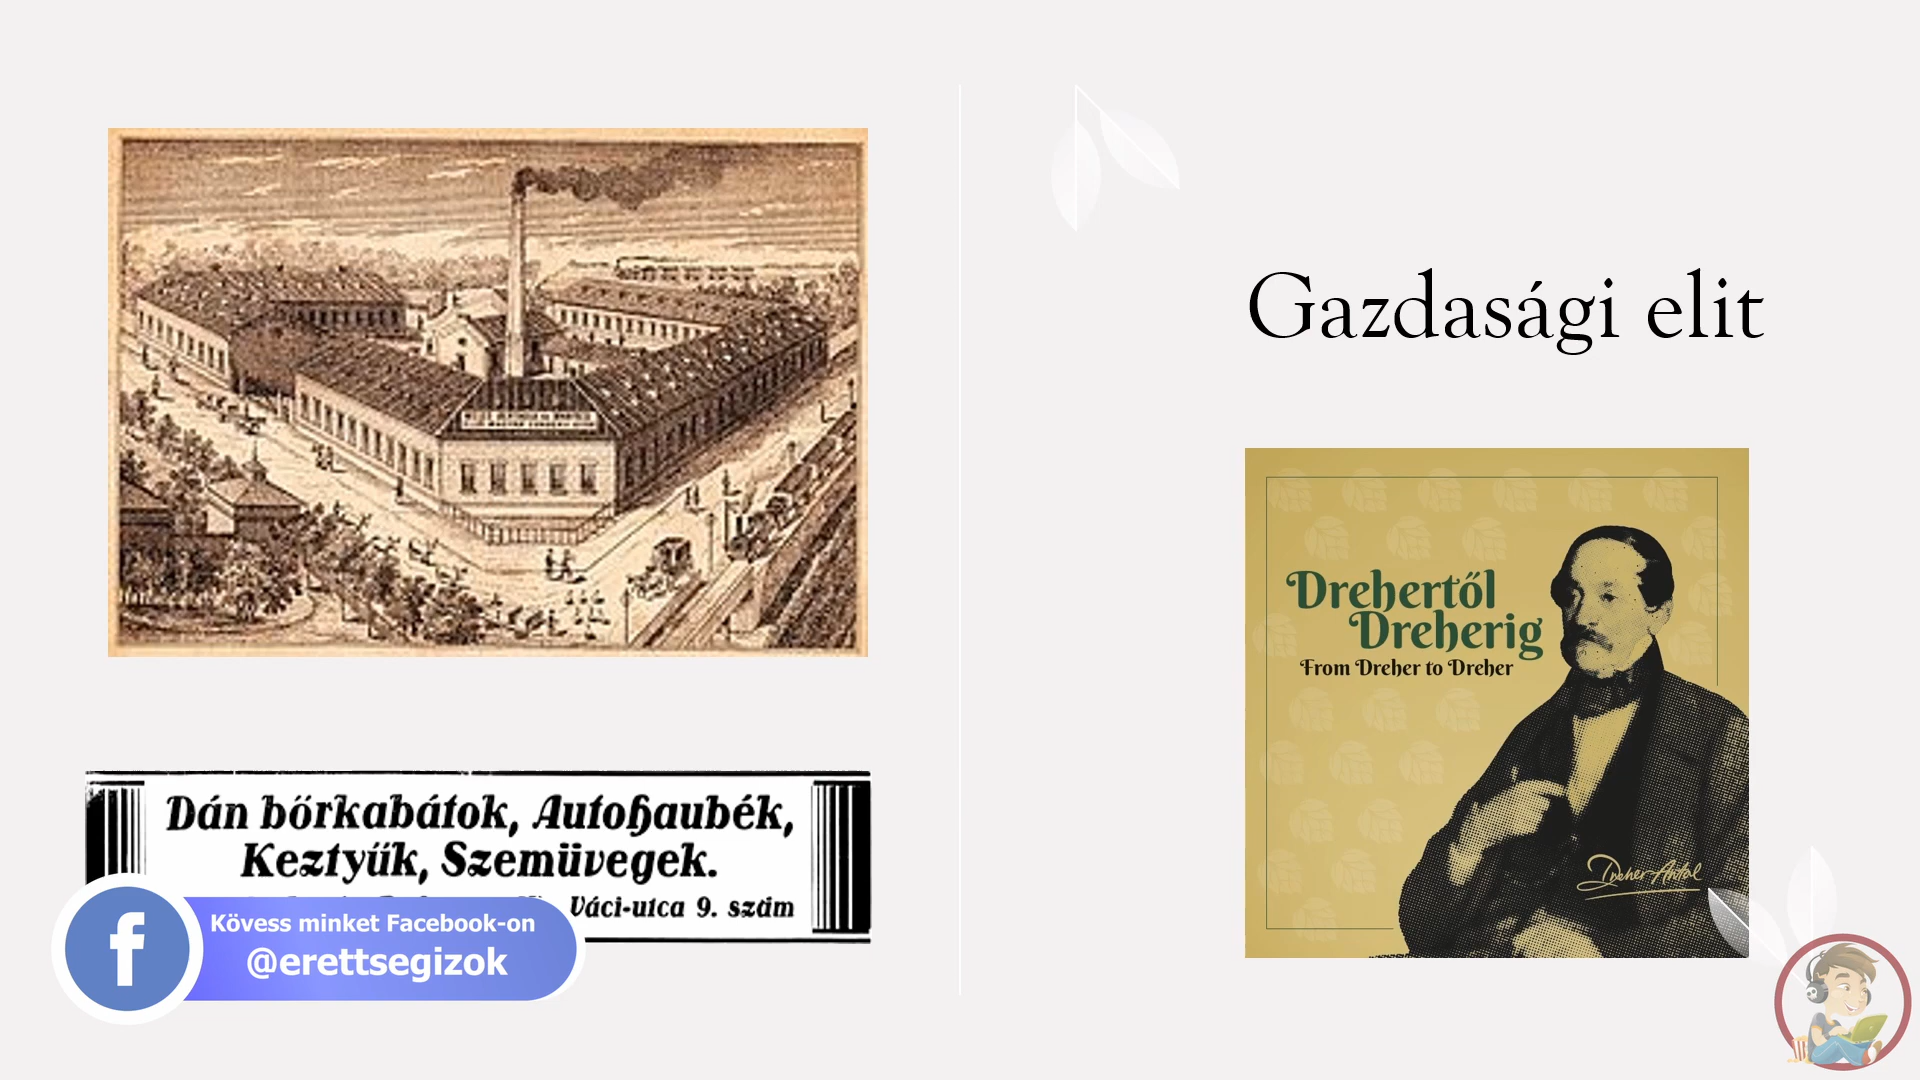 Gazdasági elit
Drehertől
Dreherig
From Dreher to Dreher
Dreher Antal
Dán bőrkabátok, Autohaubék,
Keztyűk, Szemüvegek.
Váci-utca 9. szám
Kövess minket Facebook-on
@erettsegizok